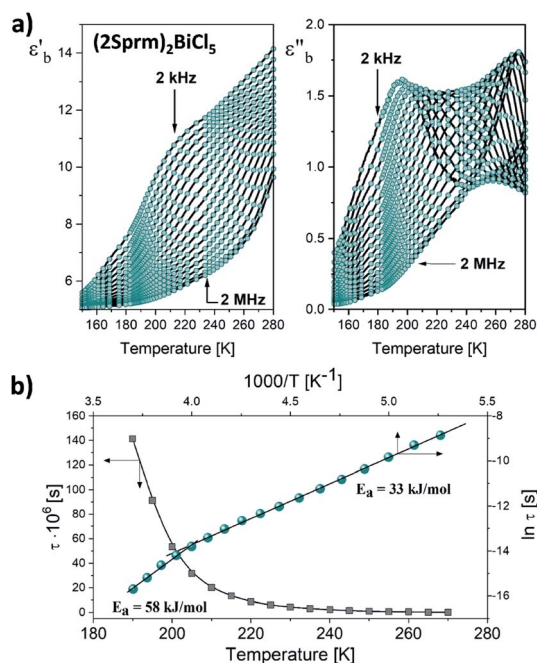 a)
ε'b (2Sprm)2BiCl5
14
12
10
8
6
2 kHz
2 MHz
160 180 200 220 240 260 280
Temperature [K]
ε''b
2.0
1.5
1.0
0.5
0.0
2 kHz
2 MHz
160 180 200 220 240 260 280
Temperature [K]
b)
1000/T [K-1]
3.5 4.0 4.5 5.0 5.5
τ ·10^6 [s]
160
140
120
100
80
60
40
20
0
Ea = 33 kJ/mol
Ea = 58 kJ/mol
-8
-10
-12
-14
-16
ln τ [s]
180 200 220 240 260 280
Temperature [K]